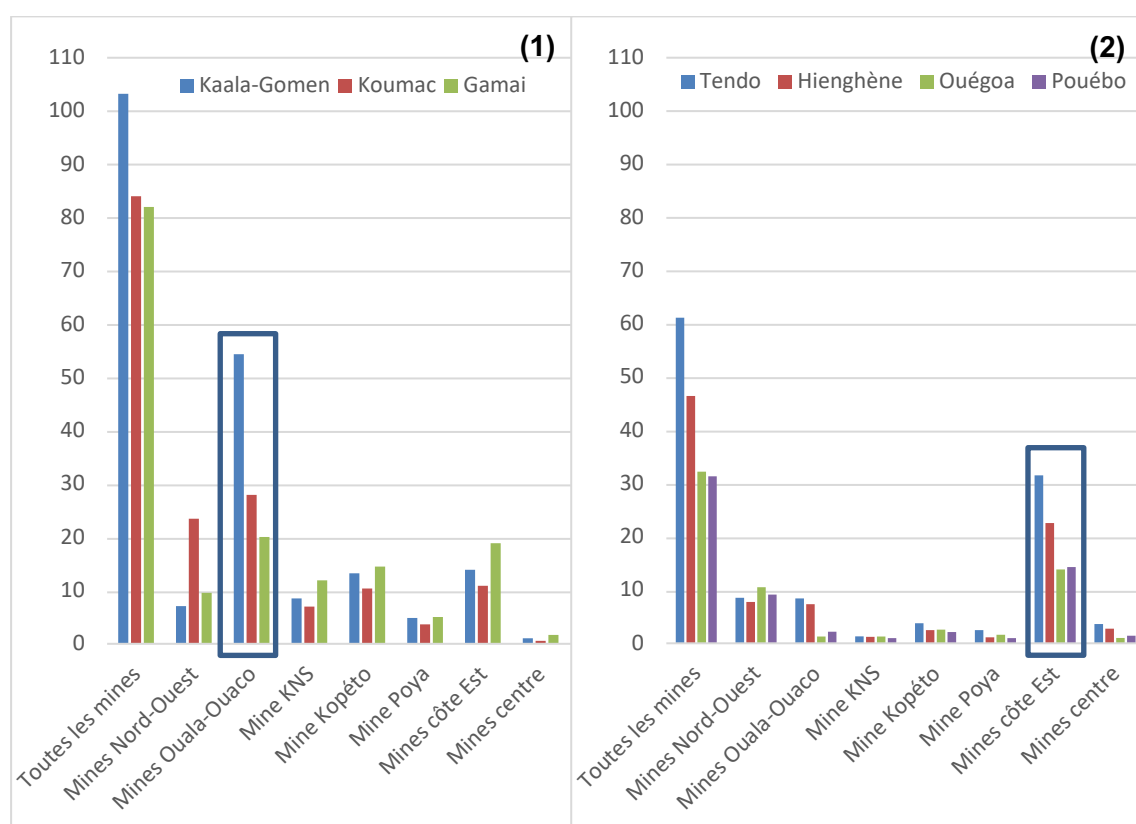 (1)
110
Kaala-Gomen Koumac Gamai
100
90
80
70
60
50
40
30
20
10
0
Toutes les mines
Mines Nord-Ouest
Mines Ouala-Ouaco
Mine KNS
Mine Kopéto
Mine Poya
Mines côte Est
Mines centre
(2)
110
Tendo Hienghène Ouégoa Pouébo
100
90
80
70
60
50
40
30
20
10
0
Toutes les mines
Mines Nord-Ouest
Mines Ouala-Ouaco
Mine KNS
Mine Kopéto
Mine Poya
Mines côte Est
Mines centre